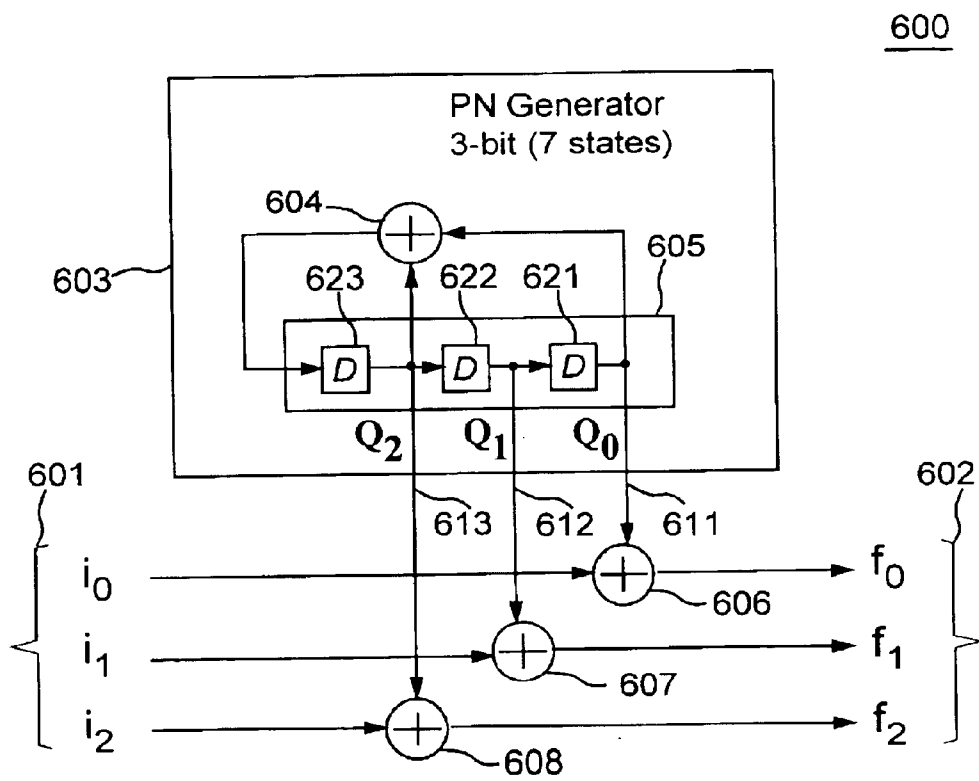 600
PN Generator
3-bit (7 states)
604
605
603
623 622 621
D D D
Q2 Q1 Q0
601 602
613 612 611
i0 f0
606
i1 f1
607
i2 f2
608